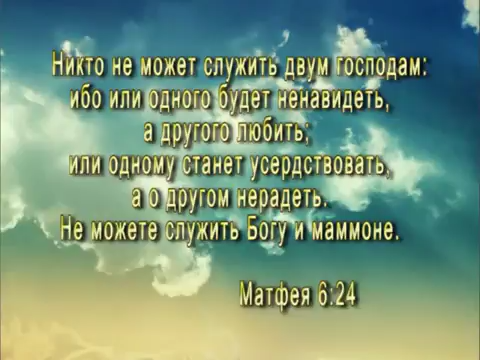 Никто не может служить двум господам:
ибо или одного будет ненавидеть,
а другого любить;
или одному станет усердствовать,
а о другом нерадеть.
Не можете служить Богу и маммоне.
Матфея 6:24